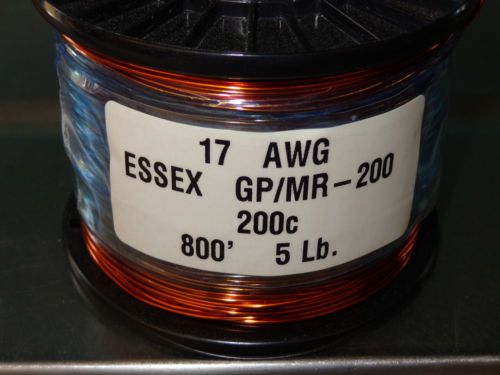 17 AWG
ESSEX GP/MR-200
200c
800' 5 Lb.